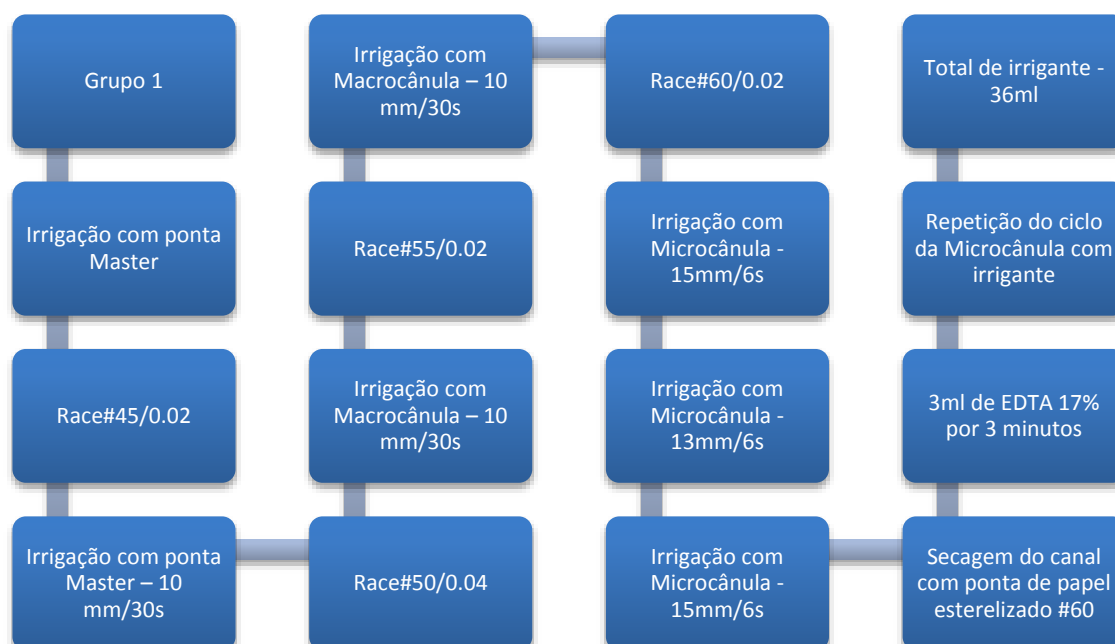 Grupo 1
Irrigação com ponta
Master
Race#45/0.02
Irrigação com ponta
Master – 10
mm/30s
Race#50/0.04
Irrigação com
Macrocânula – 10
mm/30s
Race#55/0.02
Irrigação com
Macrocânula – 10
mm/30s
Race#60/0.02
Irrigação com
Microcânula -
15mm/6s
Irrigação com
Microcânula -
13mm/6s
Irrigação com
Microcânula -
15mm/6s
Secagem do canal
com ponta de papel
esterelizado #60
3ml de EDTA 17%
por 3 minutos
Repetição do ciclo
da Microcânula com
irrigante
Total de irrigante -
36ml